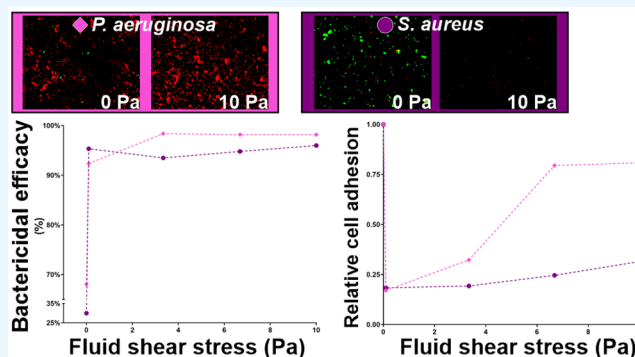 P. aeruginosa
0 Pa
10 Pa
S. aureus
0 Pa
10 Pa
Bactericidal efficacy
(%)
100%
90%
80%
70%
35%
25%
0
2
4
6
8
10
Fluid shear stress (Pa)
Relative cell adhesion
1.00
0.75
0.50
0.25
0.00
0
2
4
6
8
Fluid shear stress (Pa)